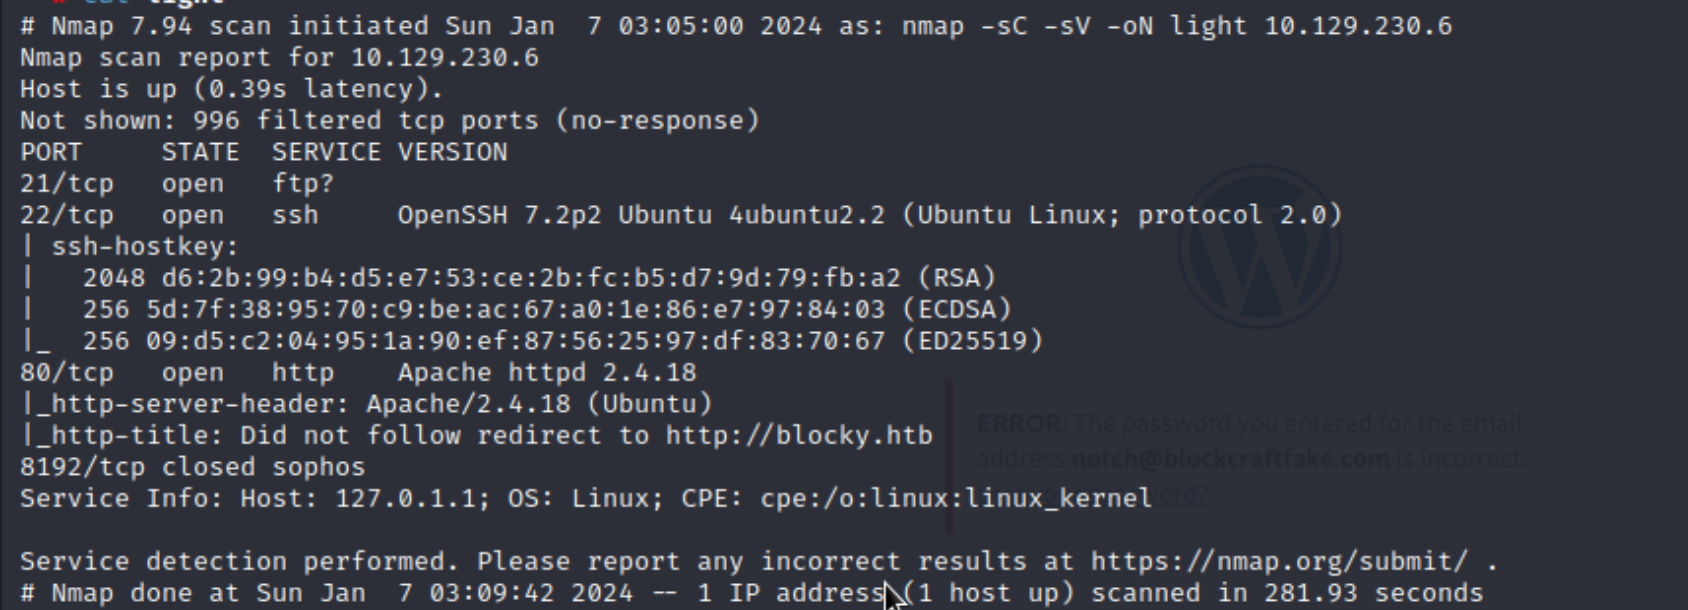 # cat light
# Nmap 7.94 scan initiated Sun Jan  7 03:05:00 2024 as: nmap -sC -sV -oN light 10.129.230.6
Nmap scan report for 10.129.230.6
Host is up (0.39s latency).
Not shown: 996 filtered tcp ports (no-response)
PORT     STATE  SERVICE VERSION
21/tcp   open   ftp?
22/tcp   open   ssh     OpenSSH 7.2p2 Ubuntu 4ubuntu2.2 (Ubuntu Linux; protocol 2.0)
| ssh-hostkey:
|   2048 d6:2b:99:b4:d5:e7:53:ce:2b:fc:b5:d7:9d:79:fb:a2 (RSA)
|   256 5d:7f:38:95:70:c9:be:ac:67:a0:1e:86:e7:97:84:03 (ECDSA)
|_  256 09:d5:c2:04:95:1a:90:ef:87:56:25:97:df:83:70:67 (ED25519)
80/tcp   open   http    Apache httpd 2.4.18
|_http-server-header: Apache/2.4.18 (Ubuntu)
|_http-title: Did not follow redirect to http://blocky.htb
ERROR: The password you entered for the email
8192/tcp closed sophos
address notch@blockcraftfake.com is incorrect.
Service Info: Host: 127.0.1.1; OS: Linux; CPE: cpe:/o:linux:linux_kernel
Service detection performed. Please report any incorrect results at https://nmap.org/submit/ .
# Nmap done at Sun Jan  7 03:09:42 2024 -- 1 IP address (1 host up) scanned in 281.93 seconds